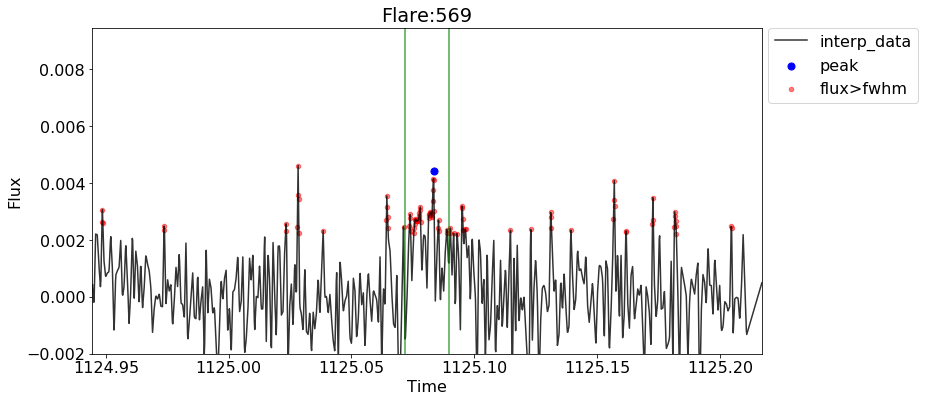 Flare:569
interp_data
peak
flux>fwhm
0.008
0.006
0.004
0.002
0.000
−0.002
Flux
1124.95 1125.00 1125.05 1125.10 1125.15 1125.20
Time